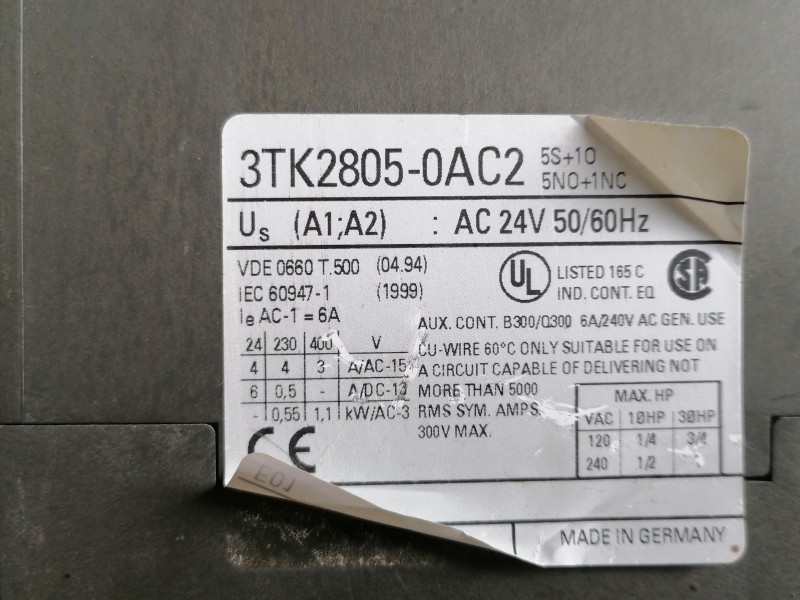 3TK2805-0AC2 5S+1Ö
5NO+1NC
Us (A1;A2) : AC 24V 50/60Hz
VDE 0660 T.500 (04.94)
IEC 60947-1 (1999)
Ie AC-1 = 6A
UL LISTED 165 C
IND. CONT. EQ
SA
AUX. CONT. B300/Q300 6A/240V AC GEN. USE
CU-WIRE 60°C ONLY SUITABLE FOR USE ON
A CIRCUIT CAPABLE OF DELIVERING NOT
MORE THAN 5000
RMS SYM. AMPS,
300V MAX.
24 230 400 V
4 4 3 A/AC-15
6 0,5 - A/DC-13
- 0,55 1,1 kW/AC-3
MAX. HP
VAC 1ØHP 3ØHP
120 1/4 3/4
240 1/2
CE
E01
MADE IN GERMANY